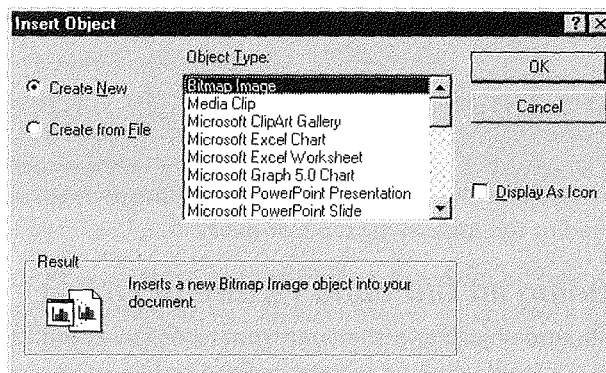 Insert Object
Object Type:
Create New
Create from File
Bitmap Image
Media Clip
Microsoft ClipArt Gallery
Microsoft Excel Chart
Microsoft Excel Worksheet
Microsoft Graph 5.0 Chart
Microsoft PowerPoint Presentation
Microsoft PowerPoint Slide
OK
Cancel
Display As Icon
Result
Inserts a new Bitmap Image object into your
document.